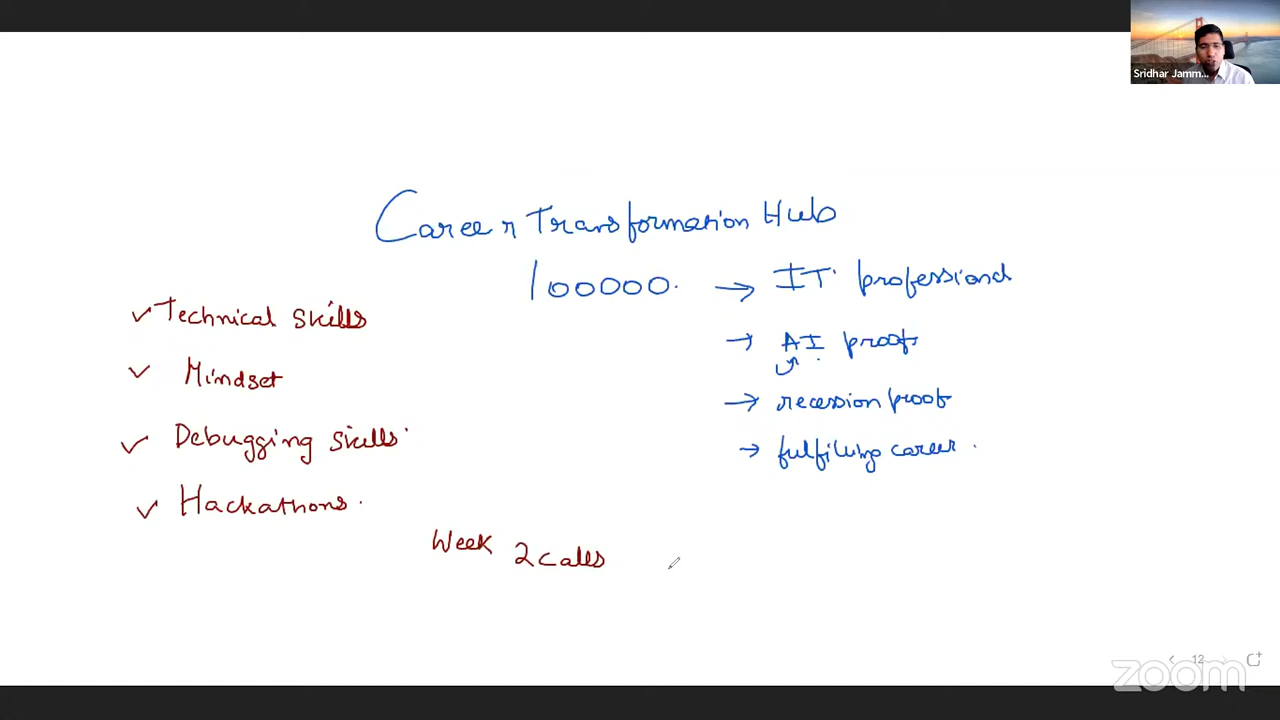 Sridhar Jamm...
Career Transformation Hub
100000. → IT professional
✓ Technical skills
→ AI proof
✓ Mindset
→ recession proof
✓ Debugging skills.
→ fulfilling career.
✓ Hackathons.
Week 2 calls
12
zoom